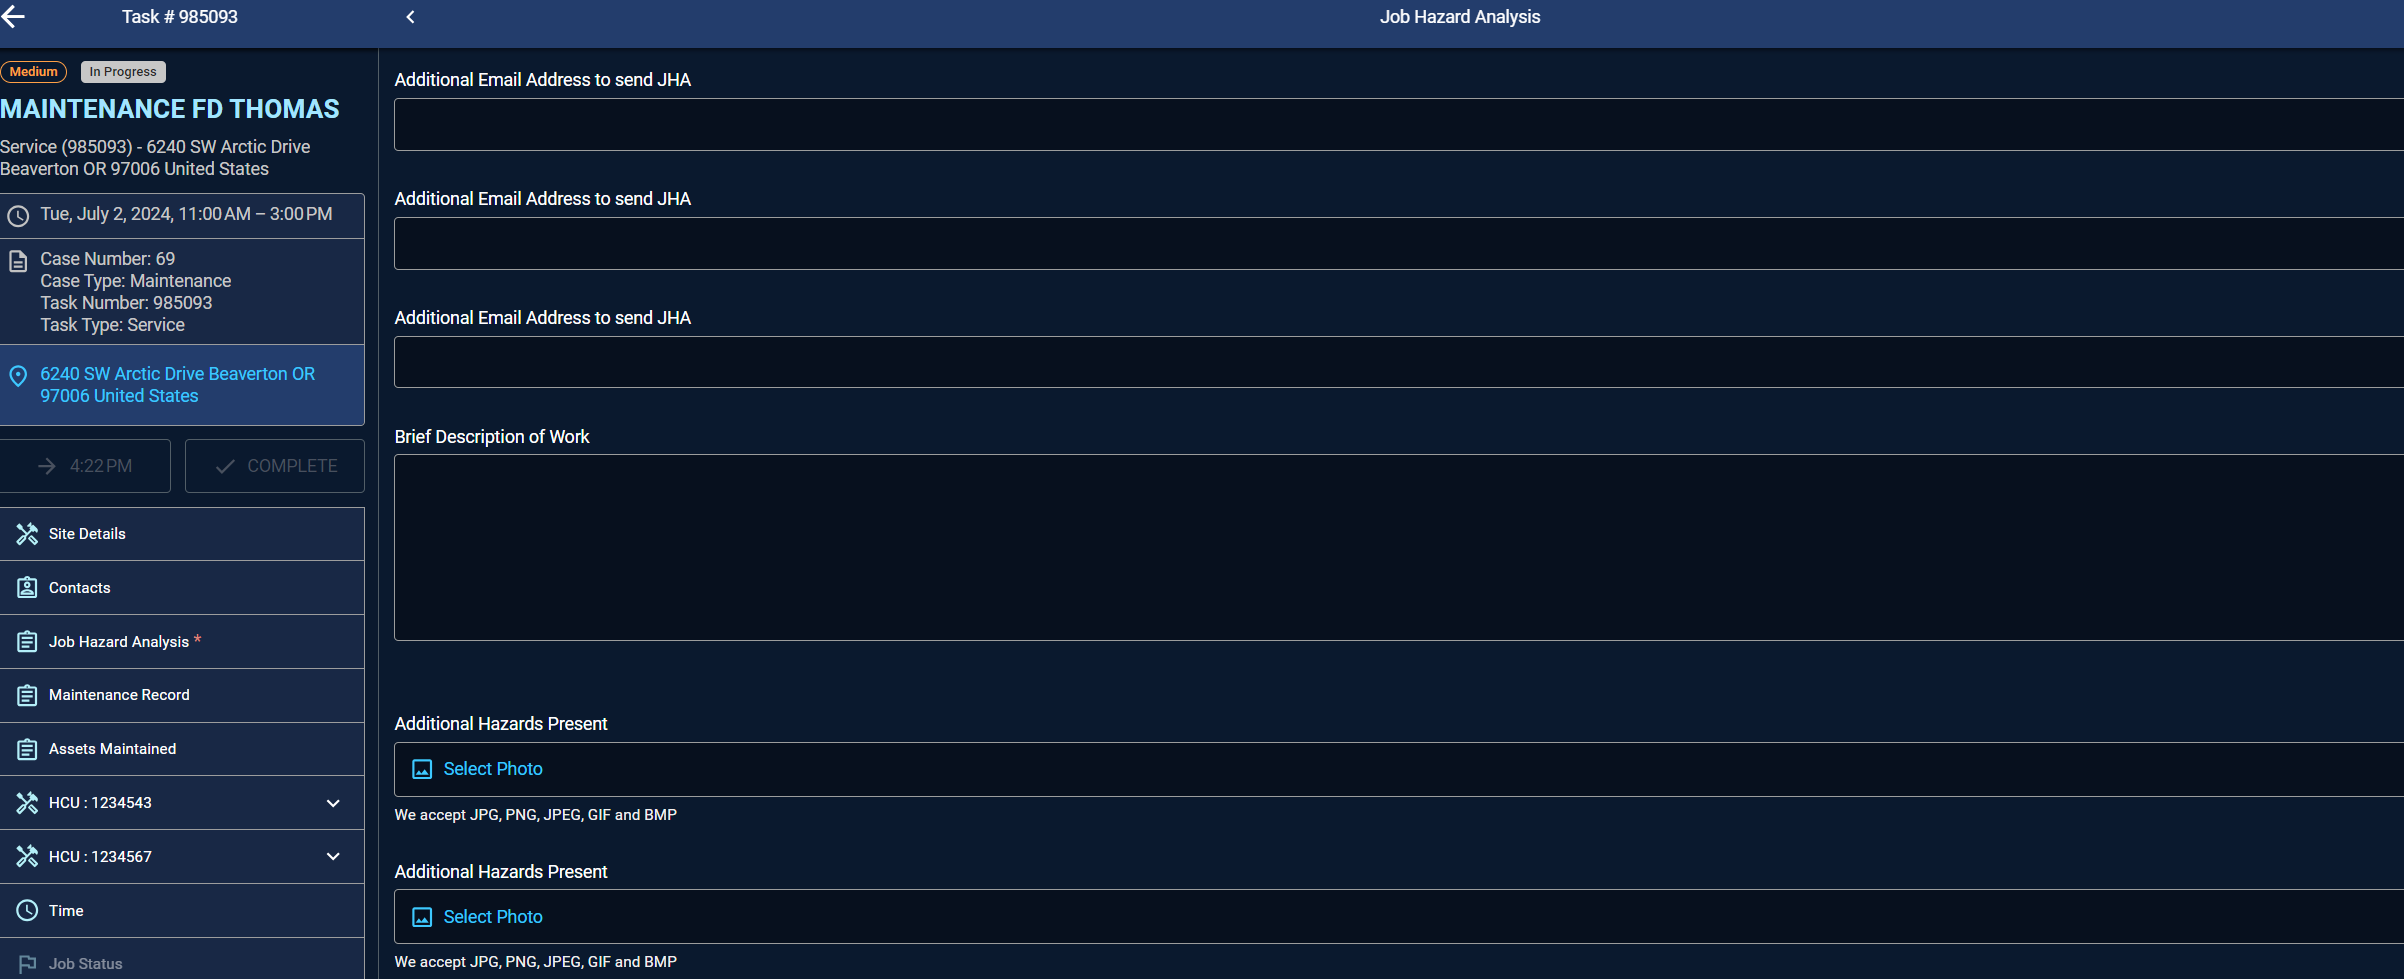 Task # 985093
Job Hazard Analysis
Medium
In Progress
MAINTENANCE FD THOMAS
Service (985093) - 6240 SW Arctic Drive
Beaverton OR 97006 United States
Tue, July 2, 2024, 11:00 AM – 3:00 PM
Case Number: 69
Case Type: Maintenance
Task Number: 985093
Task Type: Service
6240 SW Arctic Drive Beaverton OR
97006 United States
4:22 PM
COMPLETE
Site Details
Contacts
Job Hazard Analysis *
Maintenance Record
Assets Maintained
HCU : 1234543
HCU : 1234567
Time
Job Status
Additional Email Address to send JHA
Additional Email Address to send JHA
Additional Email Address to send JHA
Brief Description of Work
Additional Hazards Present
Select Photo
We accept JPG, PNG, JPEG, GIF and BMP
Additional Hazards Present
Select Photo
We accept JPG, PNG, JPEG, GIF and BMP